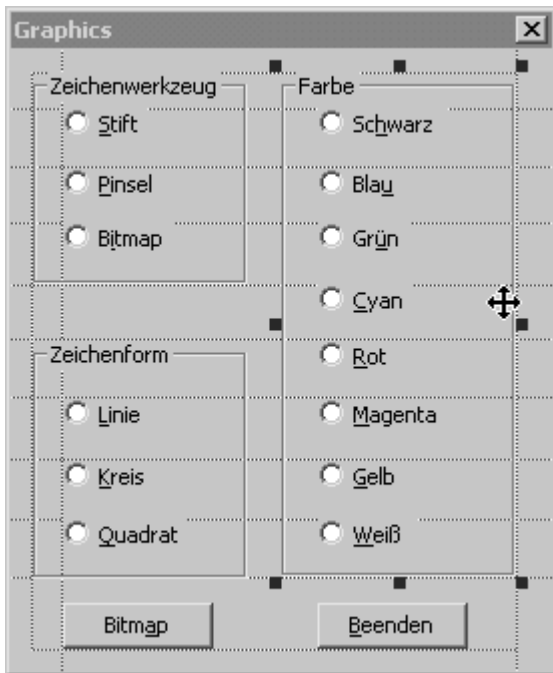 Graphics
Zeichenwerkzeug
Stift
Pinsel
Bitmap
Zeichenform
Linie
Kreis
Quadrat
Farbe
Schwarz
Blau
Grün
Cyan
Rot
Magenta
Gelb
Weiß
Bitmap
Beenden